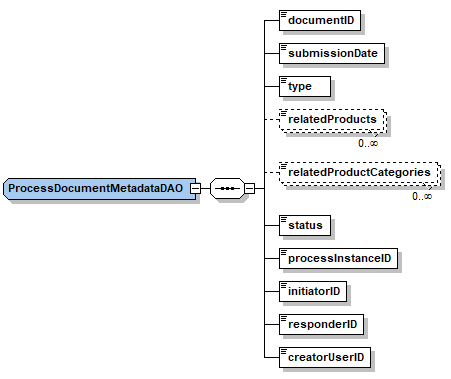 documentID
submissionDate
type
relatedProducts
0..∞
relatedProductCategories
0..∞
ProcessDocumentMetadataDAO
status
processInstanceID
initiatorID
responderID
creatorUserID